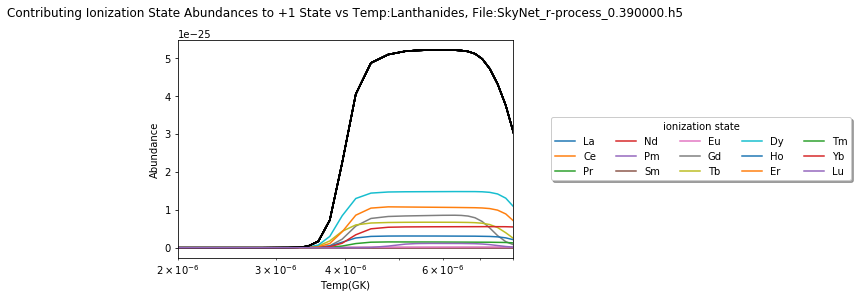 Contributing Ionization State Abundances to +1 State vs Temp:Lanthanides, File:SkyNet_r-process_0.390000.h5
1e−25
5
4
3
2
1
0
Abundance
2 × 10⁻⁶ 3 × 10⁻⁶ 4 × 10⁻⁶ 6 × 10⁻⁶
Temp(GK)
ionization state
La Nd Eu Dy Tm
Ce Pm Gd Ho Yb
Pr Sm Tb Er Lu